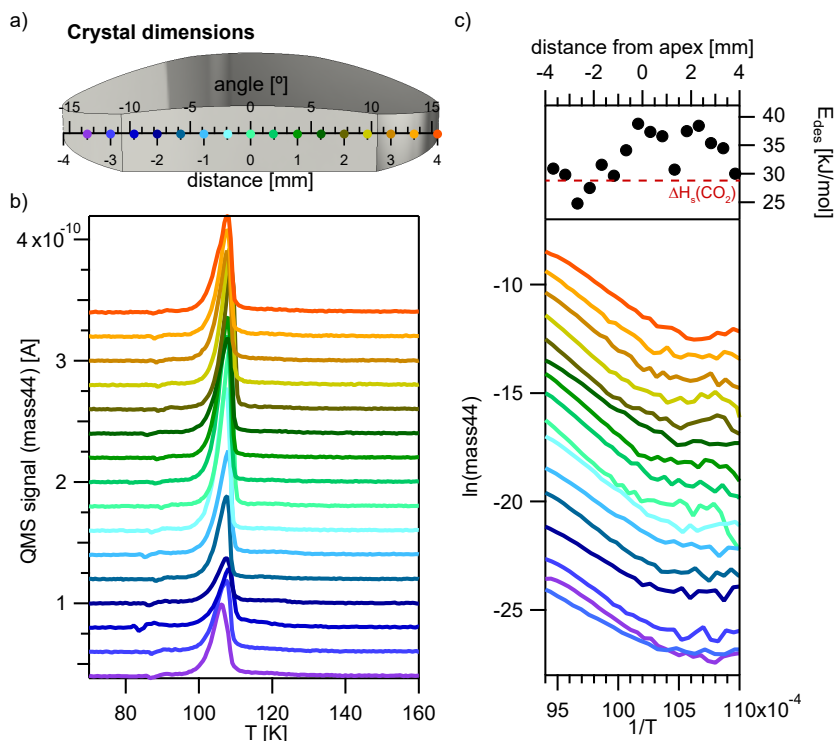 a)
Crystal dimensions
angle [º]
-15 -10 -5 0 5 10 15
-4 -3 -2 -1 0 1 2 3 4
distance [mm]
b)
QMS signal (mass44) [A]
4x10-10
3
2
1
80 100 120 140 160
T [K]
c)
distance from apex [mm]
-4 -2 0 2 4
40
35
30
25
Edes [kJ/mol]
ΔHs(CO2)
ln(mass44)
-10
-15
-20
-25
95 100 105 110x10-4
1/T